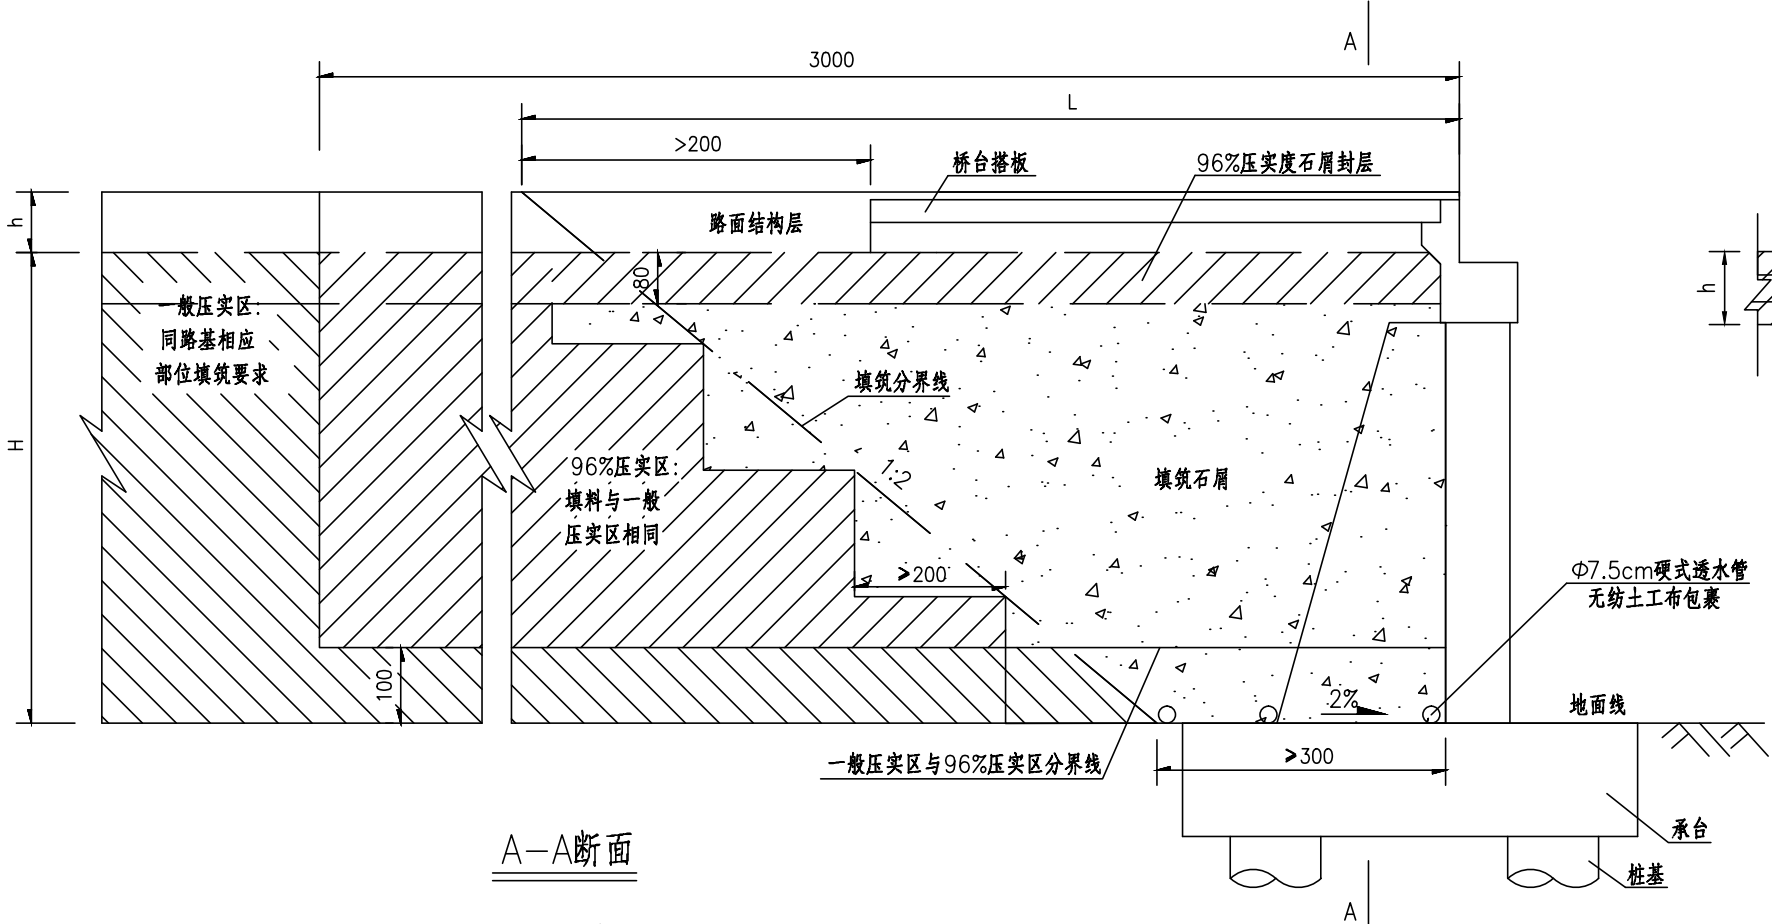 A
3000
L
>200
桥台搭板
96%压实度石屑封层
h
路面结构层
80
一般压实区:
同路基相应
部位填筑要求
h
填筑分界线
H
96%压实区:
填料与一般
压实区相同
1:2
填筑石屑
>200
Φ7.5cm硬式透水管
无纺土工布包裹
100
2%
地面线
一般压实区与96%压实区分界线
>300
承台
A-A断面
桩基
A